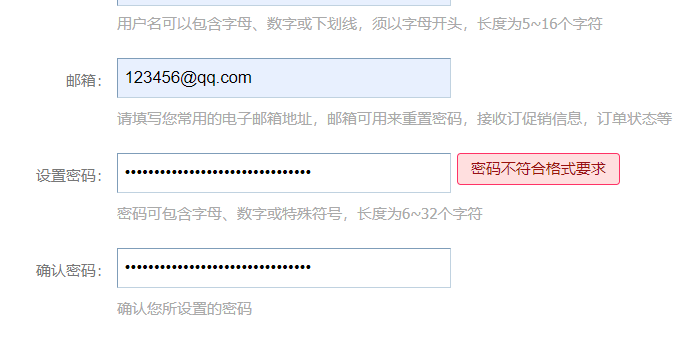 用户名可以包含字母、数字或下划线，须以字母开头，长度为5~16个字符
邮箱： 123456@qq.com
请填写您常用的电子邮箱地址，邮箱可用来重置密码，接收订促销信息，订单状态等
设置密码： •••••••••••••••••••••••••••••••• 密码不符合格式要求
密码可包含字母、数字或特殊符号，长度为6~32个字符
确认密码： ••••••••••••••••••••••••••••••••
确认您所设置的密码